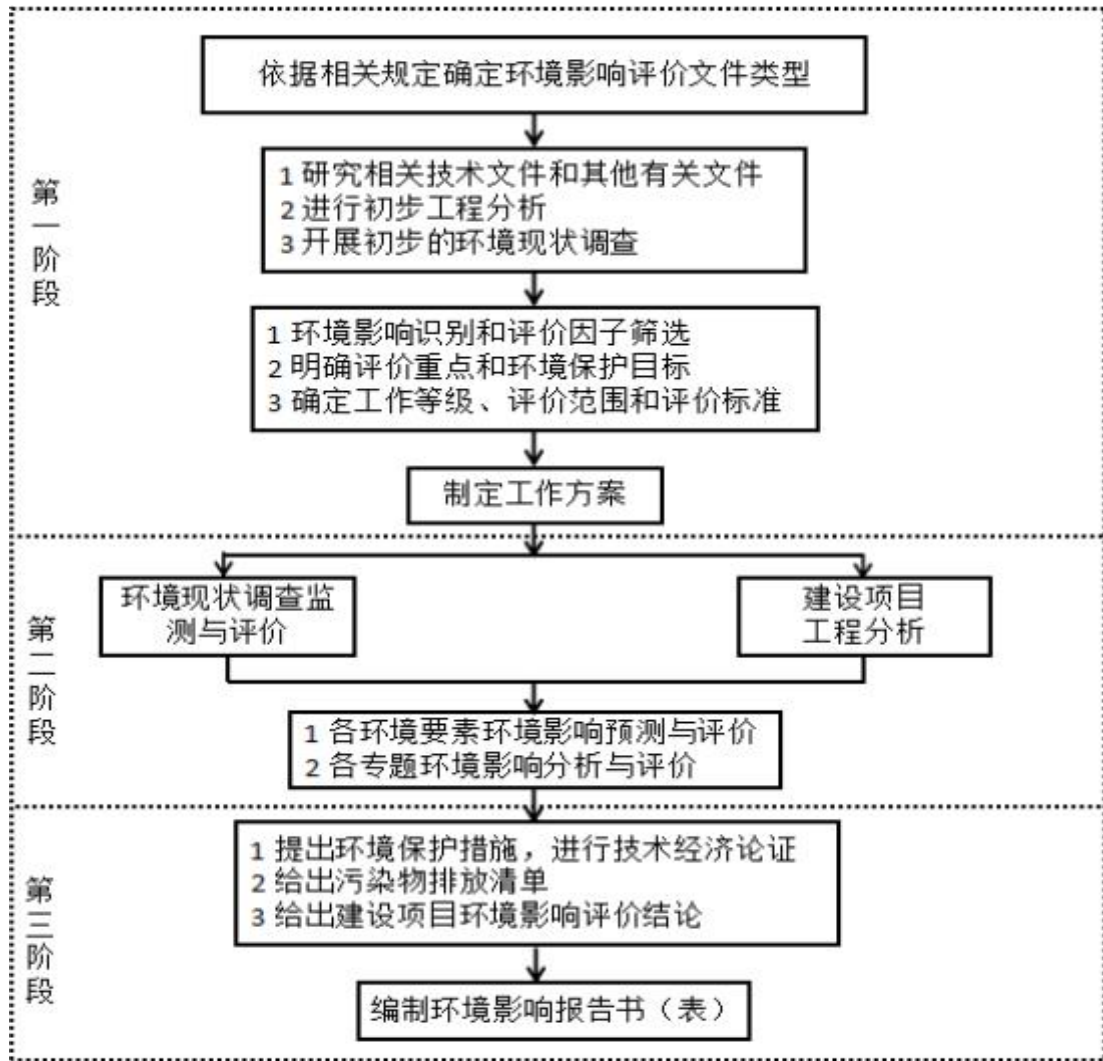 第一阶段
依据相关规定确定环境影响评价文件类型
1 研究相关技术文件和其他有关文件
2 进行初步工程分析
3 开展初步的环境现状调查
1 环境影响识别和评价因子筛选
2 明确评价重点和环境保护目标
3 确定工作等级、评价范围和评价标准
制定工作方案
第二阶段
环境现状调查监
测与评价
建设项目
工程分析
1 各环境要素环境影响预测与评价
2 各专题环境影响分析与评价
第三阶段
1 提出环境保护措施，进行技术经济论证
2 给出污染物排放清单
3 给出建设项目环境影响评价结论
编制环境影响报告书（表）